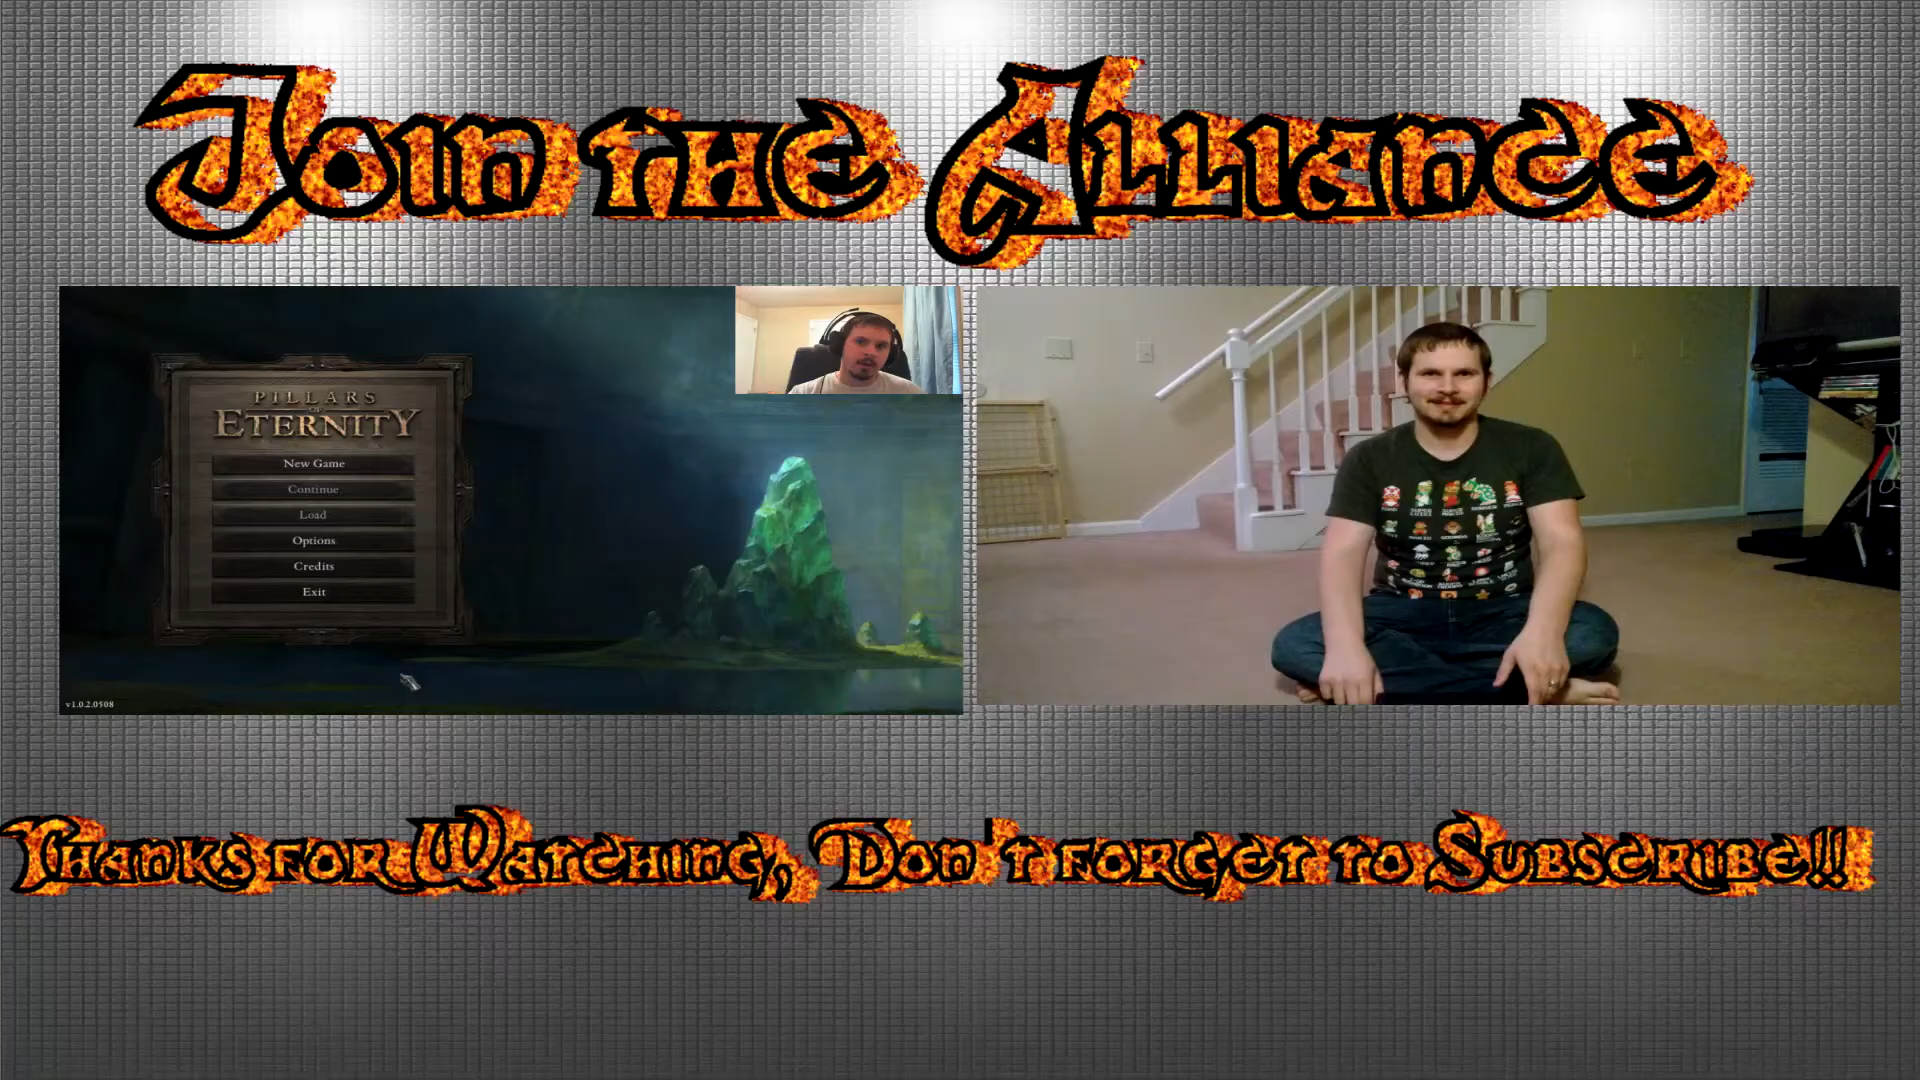 Join the Alliance
PILLARS
OF
ETERNITY
New Game
Continue
Load
Options
Credits
Exit
v1.0.2.0508
Thanks for Watching, Don't forget to Subscribe!!